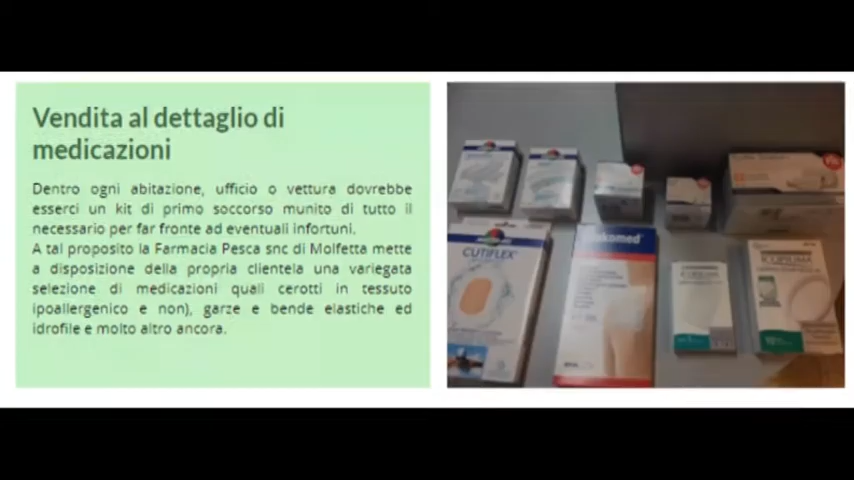 Vendita al dettaglio di
medicazioni
Dentro ogni abitazione, ufficio o vettura dovrebbe
esserci un kit di primo soccorso munito di tutto il
necessario per far fronte ad eventuali infortuni.
A tal proposito la Farmacia Pesca snc di Molfetta mette
a disposizione della propria clientela una variegata
selezione di medicazioni quali cerotti in tessuto
ipoallergenico e non), garze e bende elastiche ed
idrofile e molto altro ancora.
CUTIFLEX